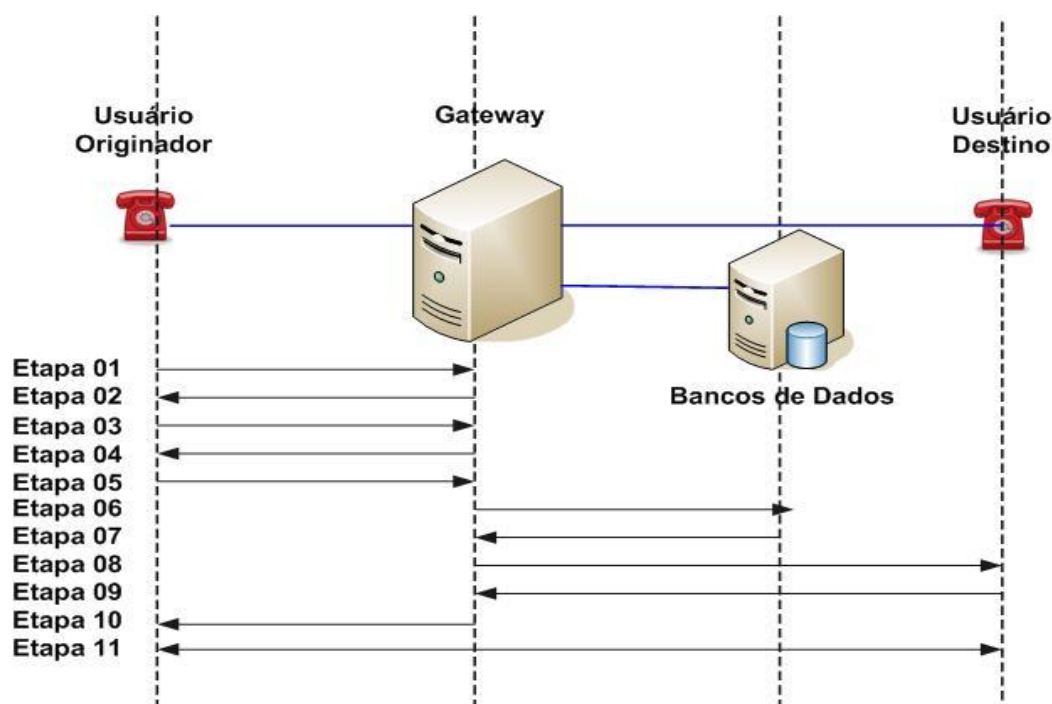 Usuário
Originador
Gateway
Usuário
Destino
Bancos de Dados
Etapa 01
Etapa 02
Etapa 03
Etapa 04
Etapa 05
Etapa 06
Etapa 07
Etapa 08
Etapa 09
Etapa 10
Etapa 11